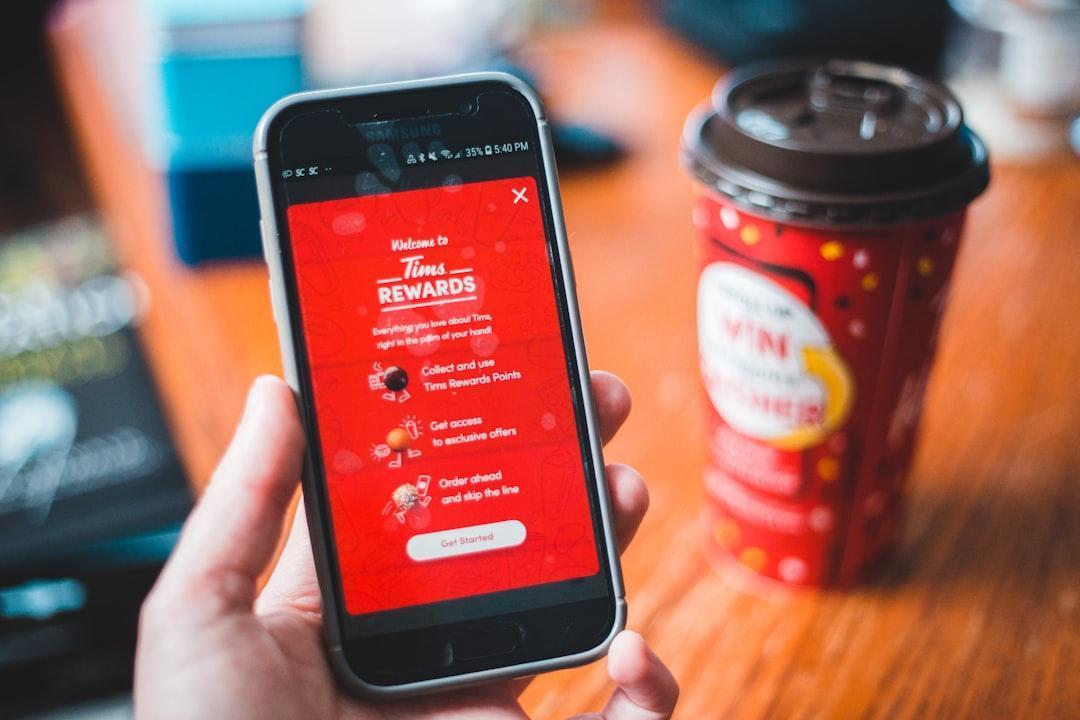 SAMSUNG
SC SC
35% 5:40 PM
Welcome to
Tims
REWARDS
Everything you love about Tims,
right in the palm of your hand!
Collect and use
Tims Rewards Points
Get access
to exclusive offers
Order ahead
and skip the line
Get Started